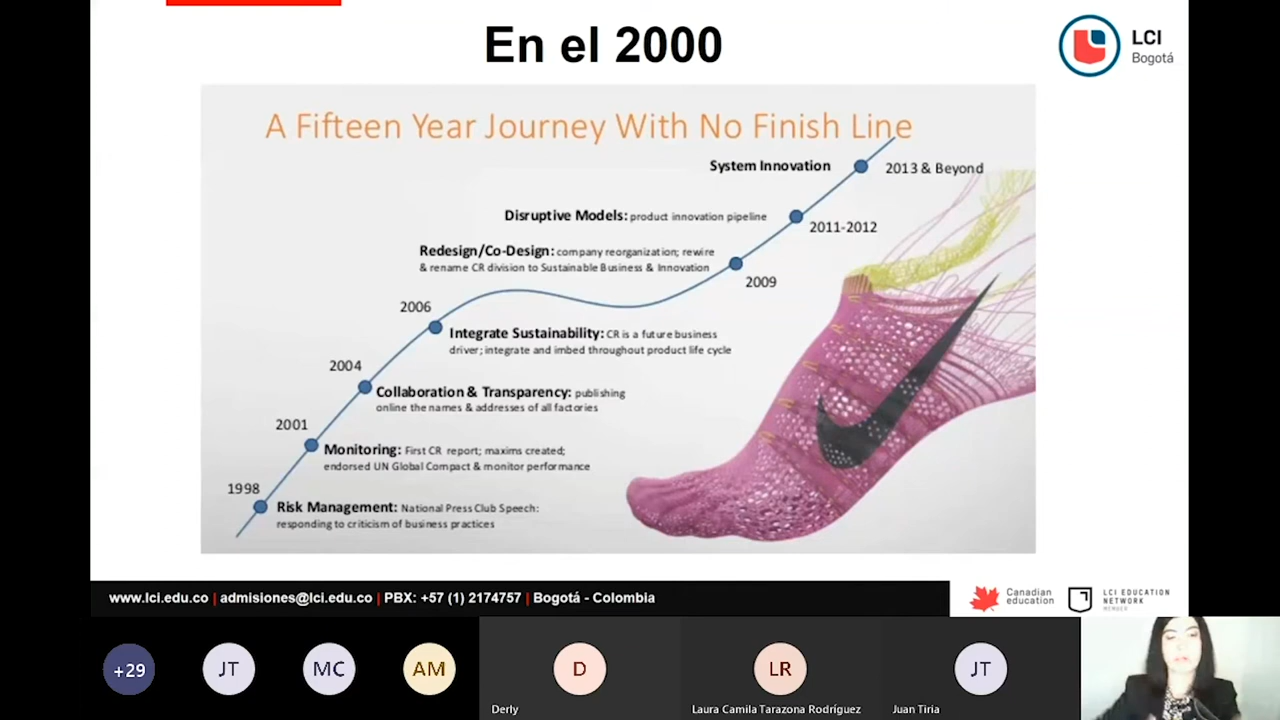 En el 2000
LCI
Bogotá
A Fifteen Year Journey With No Finish Line
System Innovation
2013 & Beyond
Disruptive Models: product innovation pipeline
2011-2012
Redesign/Co-Design: company reorganization; rewire
& rename CR division to Sustainable Business & Innovation
2009
2006
Integrate Sustainability: CR is a future business
driver; integrate and imbed throughout product life cycle
2004
Collaboration & Transparency: publishing
online the names & addresses of all factories
2001
Monitoring: First CR report; maxims created;
endorsed UN Global Compact & monitor performance
1998
Risk Management: National Press Club Speech:
responding to criticism of business practices
www.lci.edu.co | admisiones@lci.edu.co | PBX: +57 (1) 2174757 | Bogotá - Colombia
Canadian
education
LCI EDUCATION
NETWORK
MEMBER
+29
JT
MC
AM
D
LR
JT
Derly
Laura Camila Tarazona Rodríguez
Juan Tiria